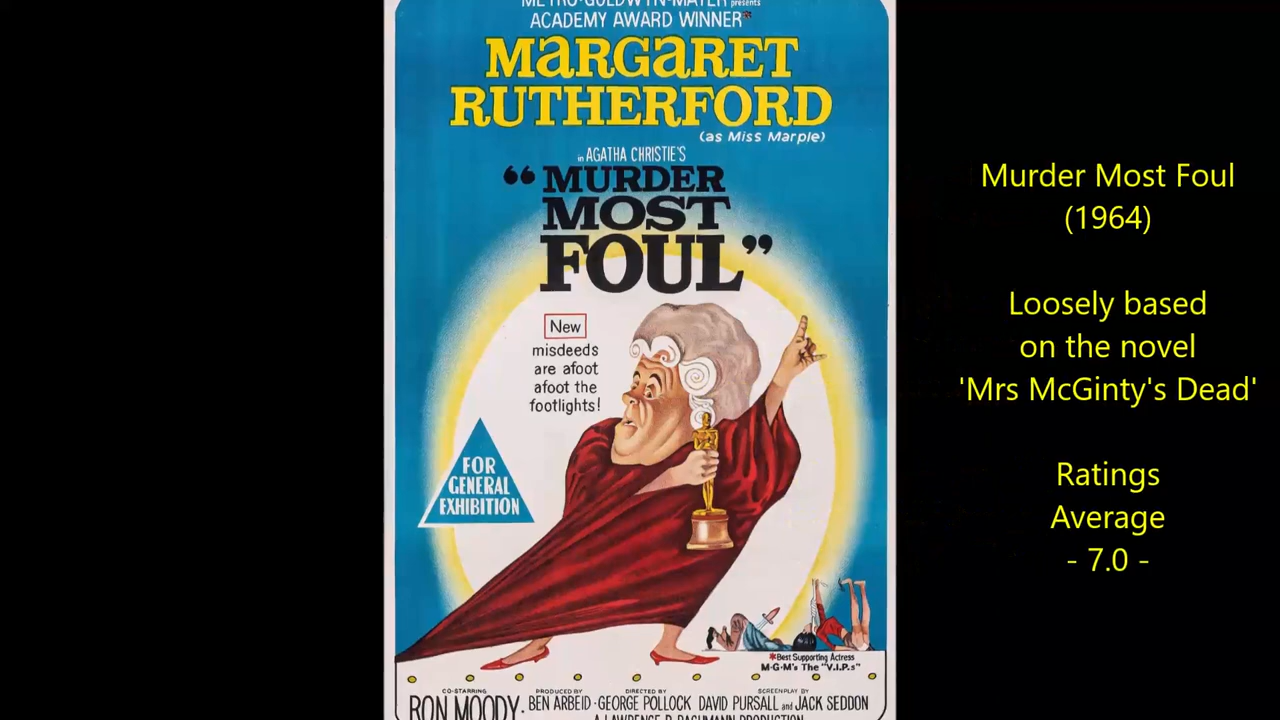 METRO-GOLDWYN-MAYER presents
ACADEMY AWARD WINNER*
MARGARET
RUTHERFORD
(as Miss Marple)
in AGATHA CHRISTIE'S
"MURDER
MOST
FOUL"
New
misdeeds
are afoot
afoot the
footlights!
FOR
GENERAL
EXHIBITION
*Best Supporting Actress
M·G·M's The "V.I.P.s"
CO-STARRING
RON MOODY·
PRODUCED BY
BEN ARBEID·
DIRECTED BY
GEORGE POLLOCK
SCREENPLAY BY
DAVID PURSALL and JACK SEDDON
A LAWRENCE P. BACHMANN PRODUCTION
Murder Most Foul
(1964)
Loosely based
on the novel
'Mrs McGinty's Dead'
Ratings
Average
- 7.0 -